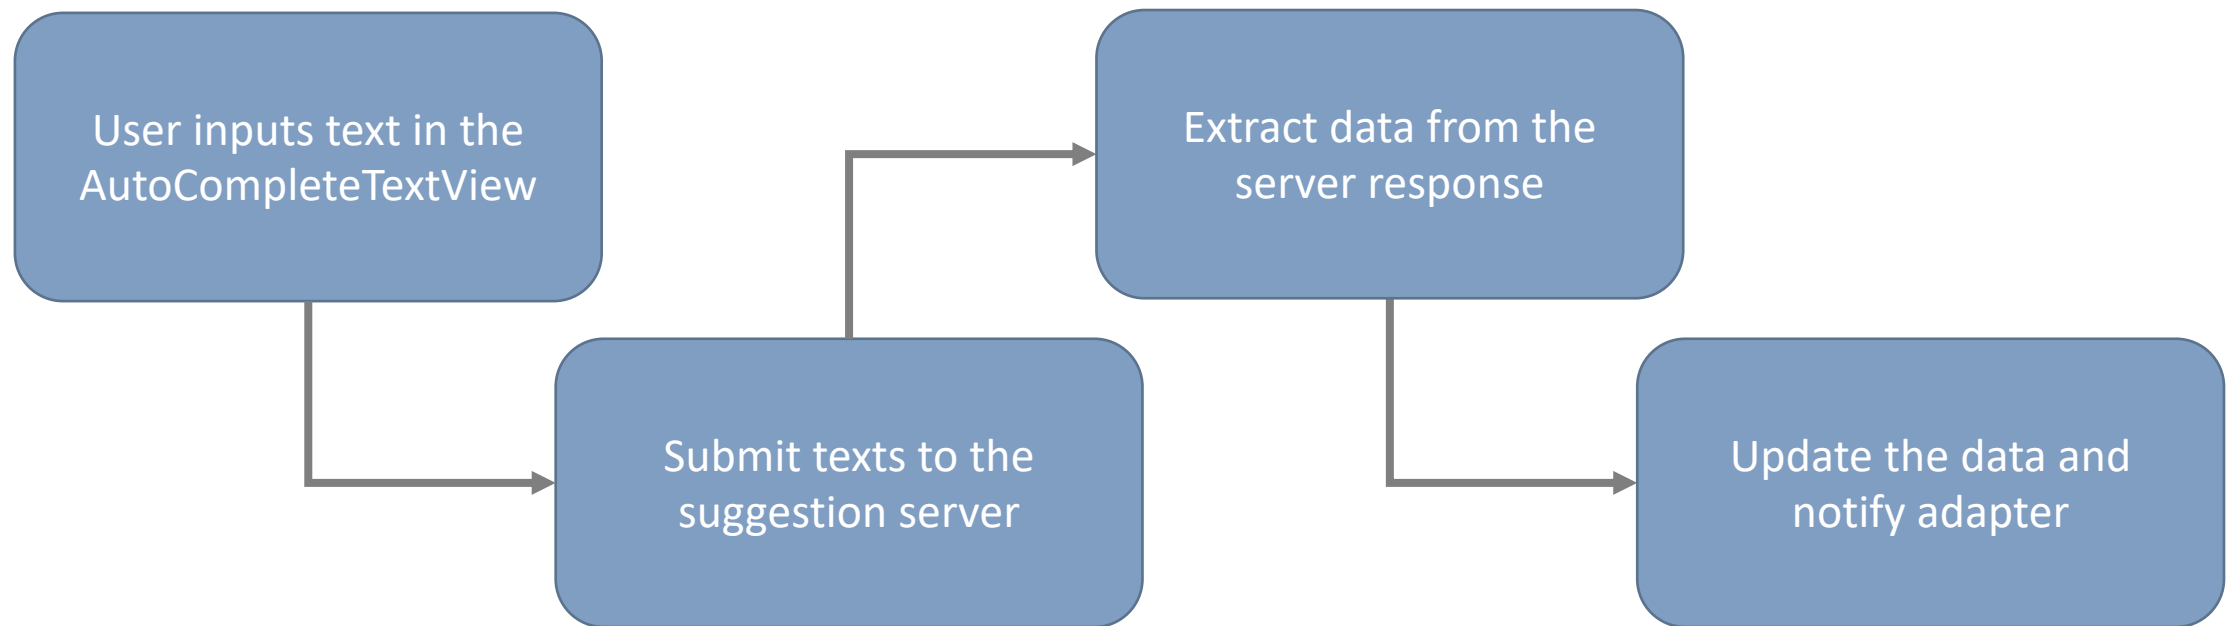 User inputs text in the
AutoCompleteTextView
Submit texts to the
suggestion server
Extract data from the
server response
Update the data and
notify adapter